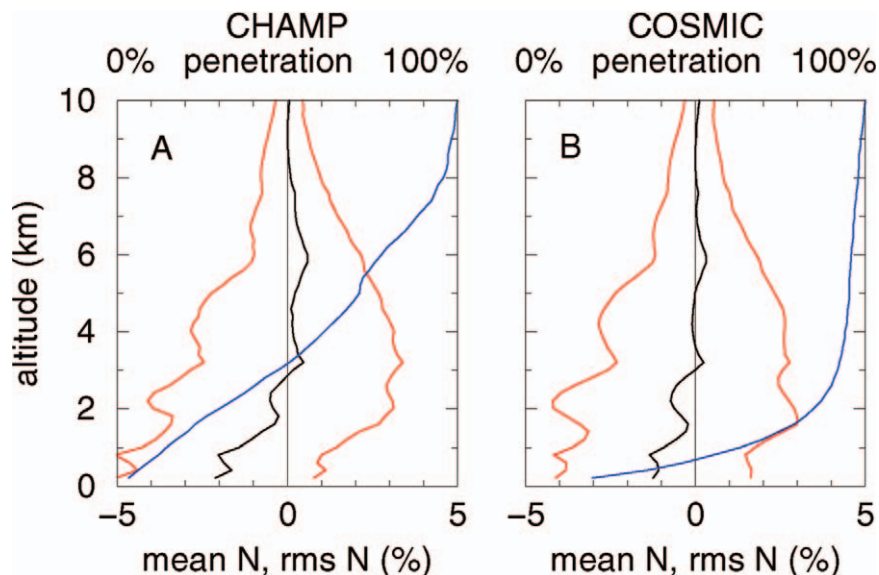 CHAMP COSMIC
0% penetration 100% 0% penetration 100%
10
A B
8
6
4
2
0
altitude (km)
−5 0 5 −5 0 5
mean N, rms N (%) mean N, rms N (%)